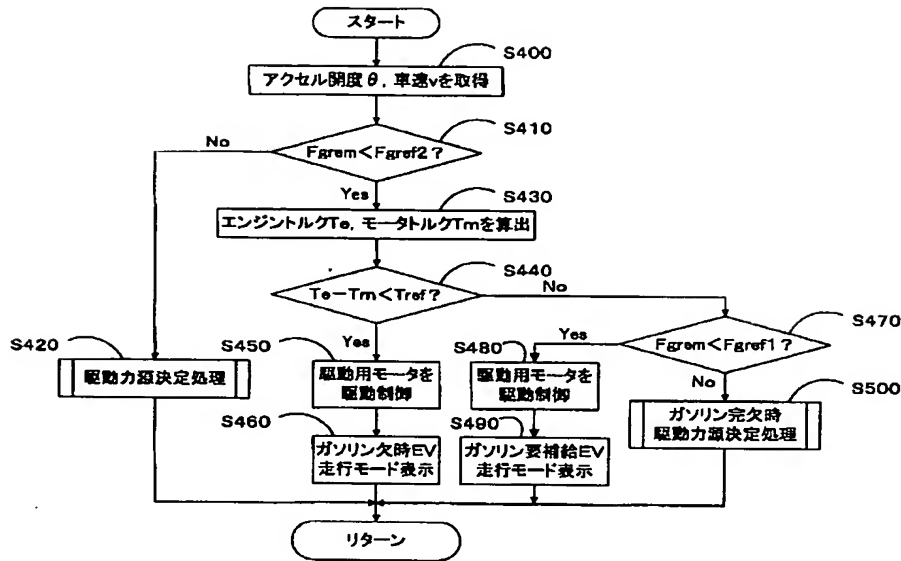 スタート
S400
アクセル開度θ, 車速vを取得
S410
No
Fgrem<Fgref2?
Yes
S430
エンジントルクTe, モータトルクTmを算出
S440
Te−Tm<Tref?
No
S420
駆動力源決定処理
Yes
S450
駆動用モータを
駆動制御
S460
ガソリン欠時EV
走行モード表示
S470
Fgrem<Fgref1?
Yes
S480
駆動用モータを
駆動制御
S490
ガソリン要補給EV
走行モード表示
No
S500
ガソリン完欠時
駆動力源決定処理
リターン